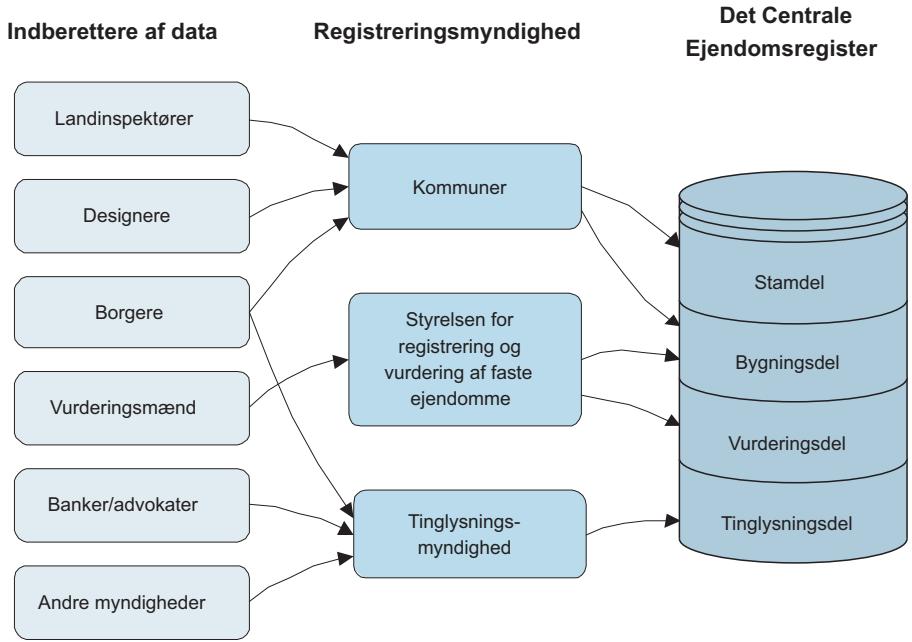 Indberettere af data
Registreringsmyndighed
Det Centrale
Ejendomsregister
Landinspektører
Designere
Borgere
Vurderingsmænd
Banker/advokater
Andre myndigheder
Kommuner
Styrelsen for
registrering og
vurdering af faste
ejendomme
Tinglysnings-
myndighed
Stamdel
Bygningsdel
Vurderingsdel
Tinglysningsdel